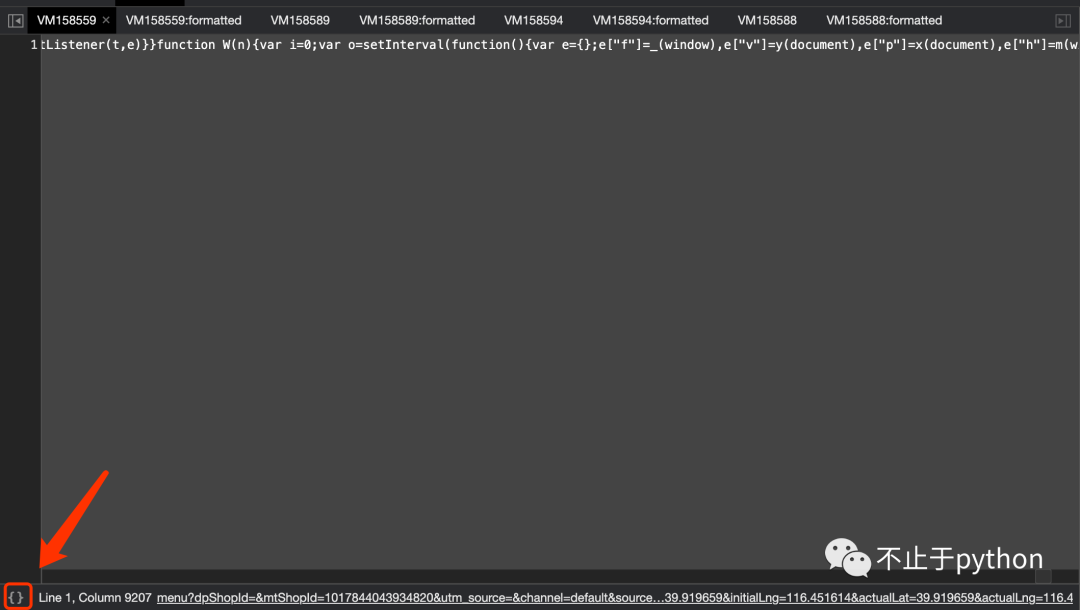 VM158559 × VM158559:formatted VM158589 VM158589:formatted VM158594 VM158594:formatted VM158588 VM158588:formatted
1 tListener(t,e)}}function W(n){var i=0;var o=setInterval(function(){var e={};e["f"]=_(window),e["v"]=y(document),e["p"]=x(document),e["h"]=m(w
不止于python
{} Line 1, Column 9207 menu?dpShopId=&mtShopId=1017844043934820&utm_source=&channel=default&source…39.919659&initialLng=116.451614&actualLat=39.919659&actualLng=116.4